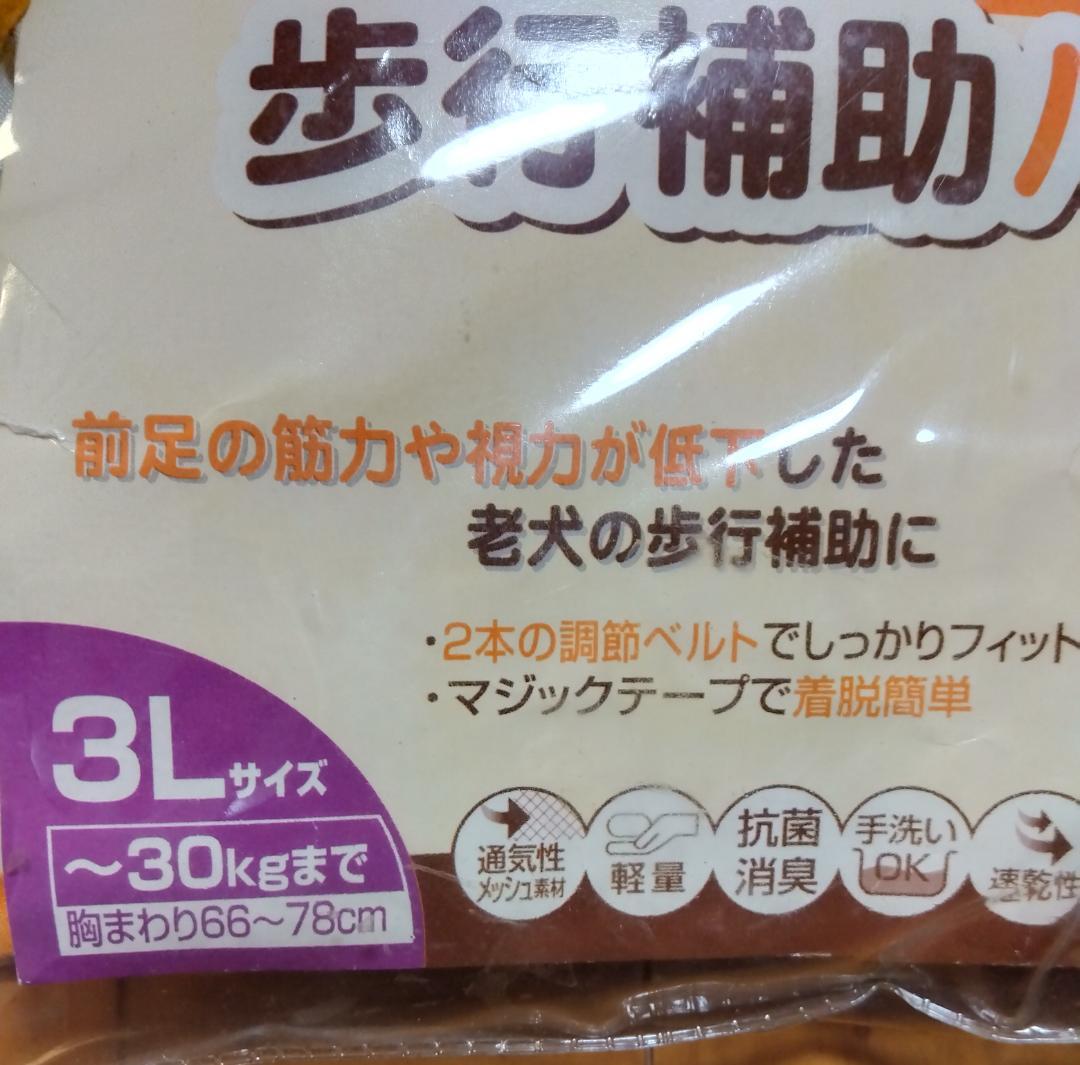 歩行補助
前足の筋力や視力が低下した
老犬の歩行補助に
・2本の調節ベルトでしっかりフィット
・マジックテープで着脱簡単
3Lサイズ
～30kgまで
胸まわり66～78cm
通気性
メッシュ素材
軽量
抗菌
消臭
手洗い
OK
速乾性